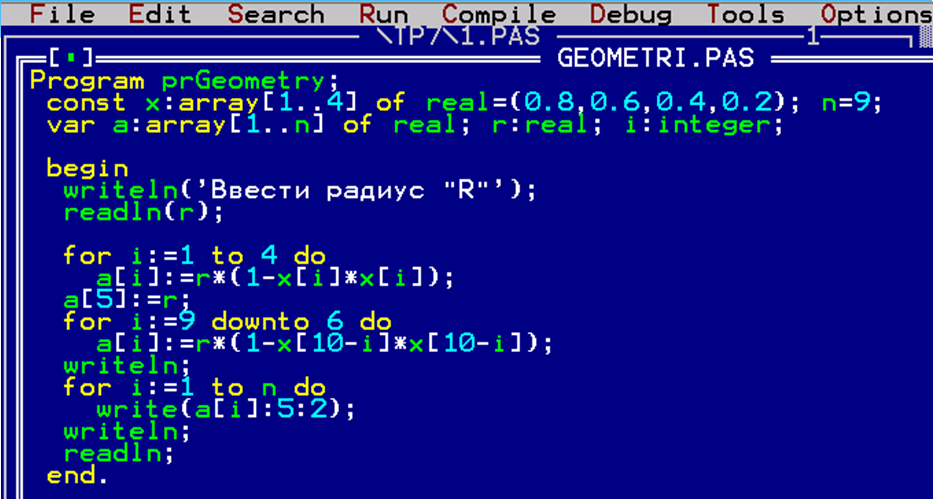 File Edit Search Run Compile Debug Tools Options
\TP7\1.PAS 1
[▪] GEOMETRI.PAS
Program prGeometry;
const x:array[1..4] of real=(0.8,0.6,0.4,0.2); n=9;
var a:array[1..n] of real; r:real; i:integer;
begin
writeln('Ввести радиус "R"');
readln(r);
for i:=1 to 4 do
a[i]:=r*(1-x[i]*x[i]);
a[5]:=r;
for i:=9 downto 6 do
a[i]:=r*(1-x[10-i]*x[10-i]);
writeln;
for i:=1 to n do
write(a[i]:5:2);
writeln;
readln;
end.